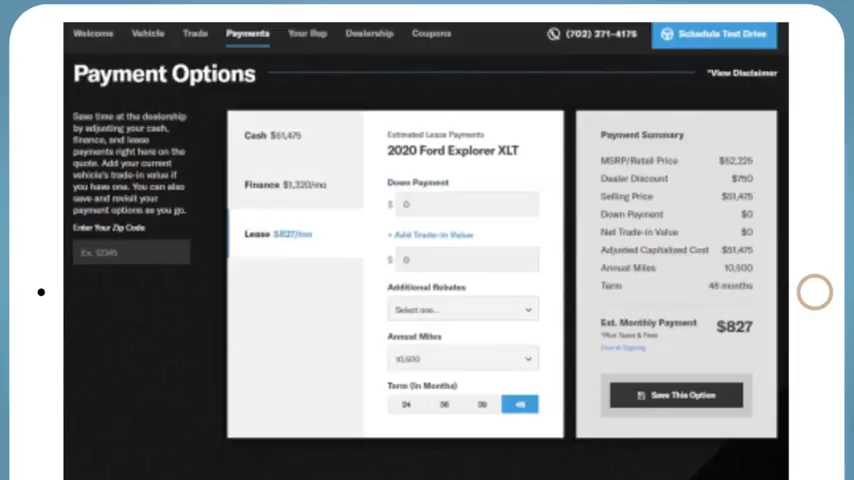 Welcome Vehicle Trade Payments Your Rep Dealership Coupons (702) 271-4175 Schedule Test Drive
Payment Options
*View Disclaimer
Save time at the dealership
by adjusting your cash,
finance, and lease
payments right here on the
quote. Add your current
vehicle's trade-in value if
you have one. You can also
save and revisit your
payment options as you go.
Enter Your Zip Code
Ex. 12345
Cash $51,475
Finance $1,320/mo
Lease $827/mo
Estimated Lease Payments
2020 Ford Explorer XLT
Down Payment
$ 0
+ Add Trade-In Value
$ 0
Additional Rebates
Select one...
Annual Miles
10,500
Term (In Months)
24 36 39 48
Payment Summary
MSRP/Retail Price $52,225
Dealer Discount $750
Selling Price $51,475
Down Payment $0
Net Trade-In Value $0
Adjusted Capitalized Cost $51,475
Annual Miles 10,500
Term 48 months
Est. Monthly Payment $827
*Plus Taxes & Fees
Save This Option